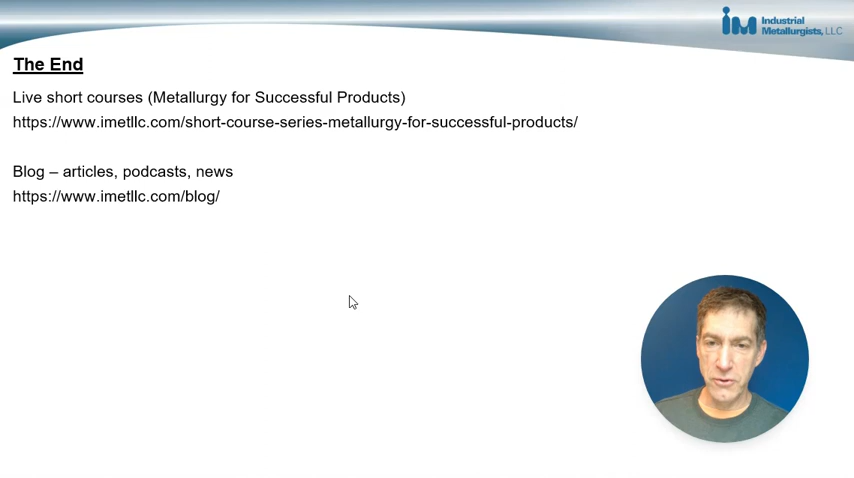 Industrial
Metallurgists, LLC
The End
Live short courses (Metallurgy for Successful Products)
https://www.imetllc.com/short-course-series-metallurgy-for-successful-products/
Blog – articles, podcasts, news
https://www.imetllc.com/blog/